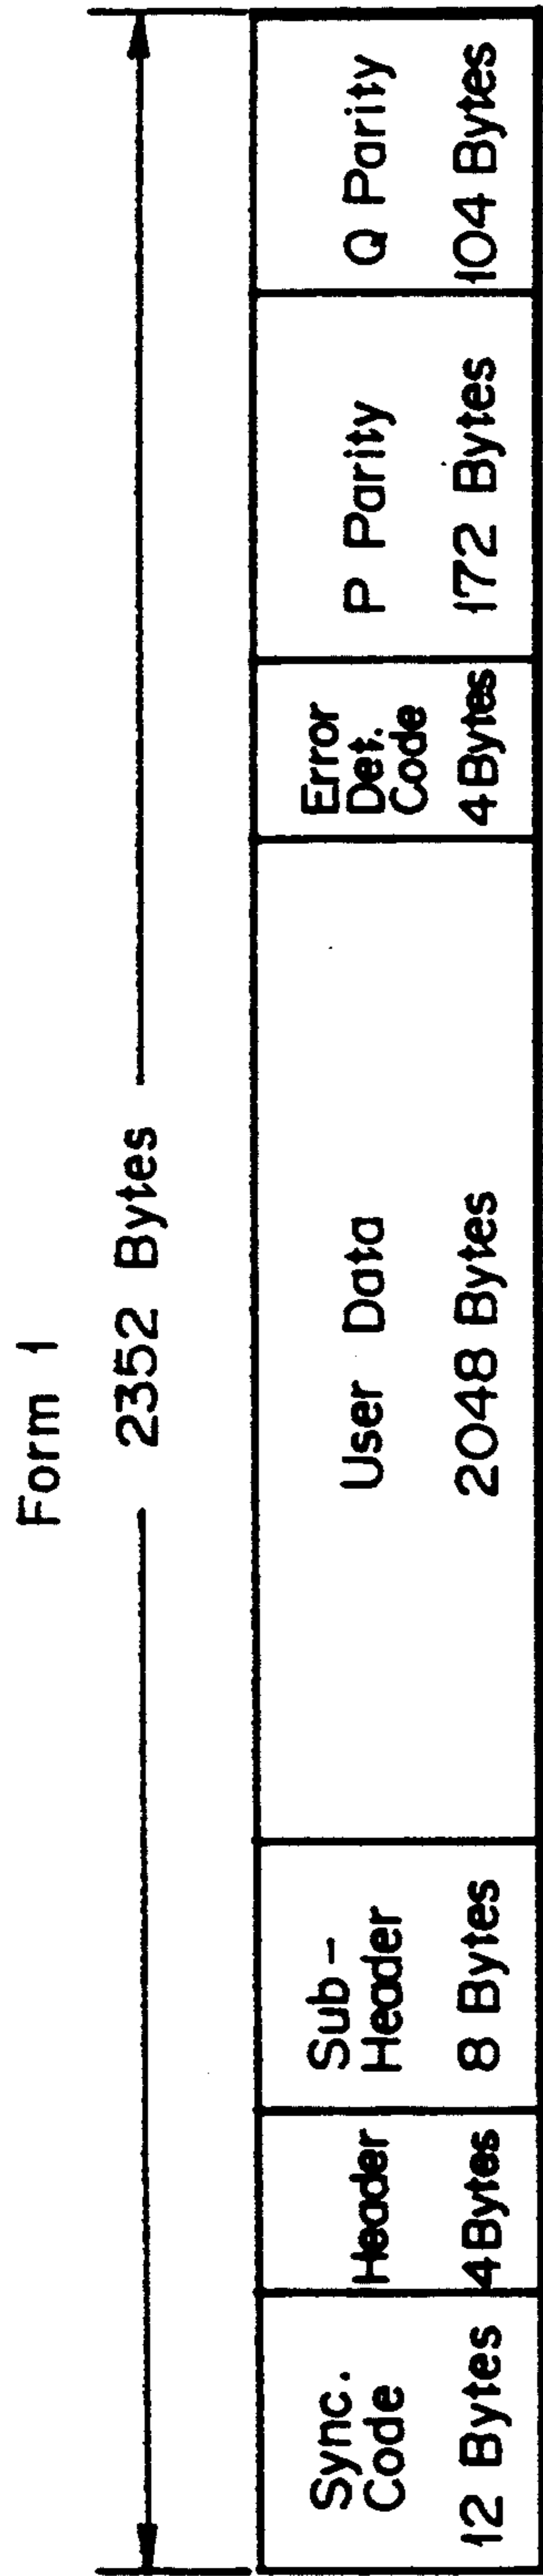 Form 1
2352 Bytes
Sync.
Code
12 Bytes
Header
4 Bytes
Sub-
Header
8 Bytes
User Data
2048 Bytes
Error
Det.
Code
4 Bytes
P Parity
172 Bytes
Q Parity
104 Bytes